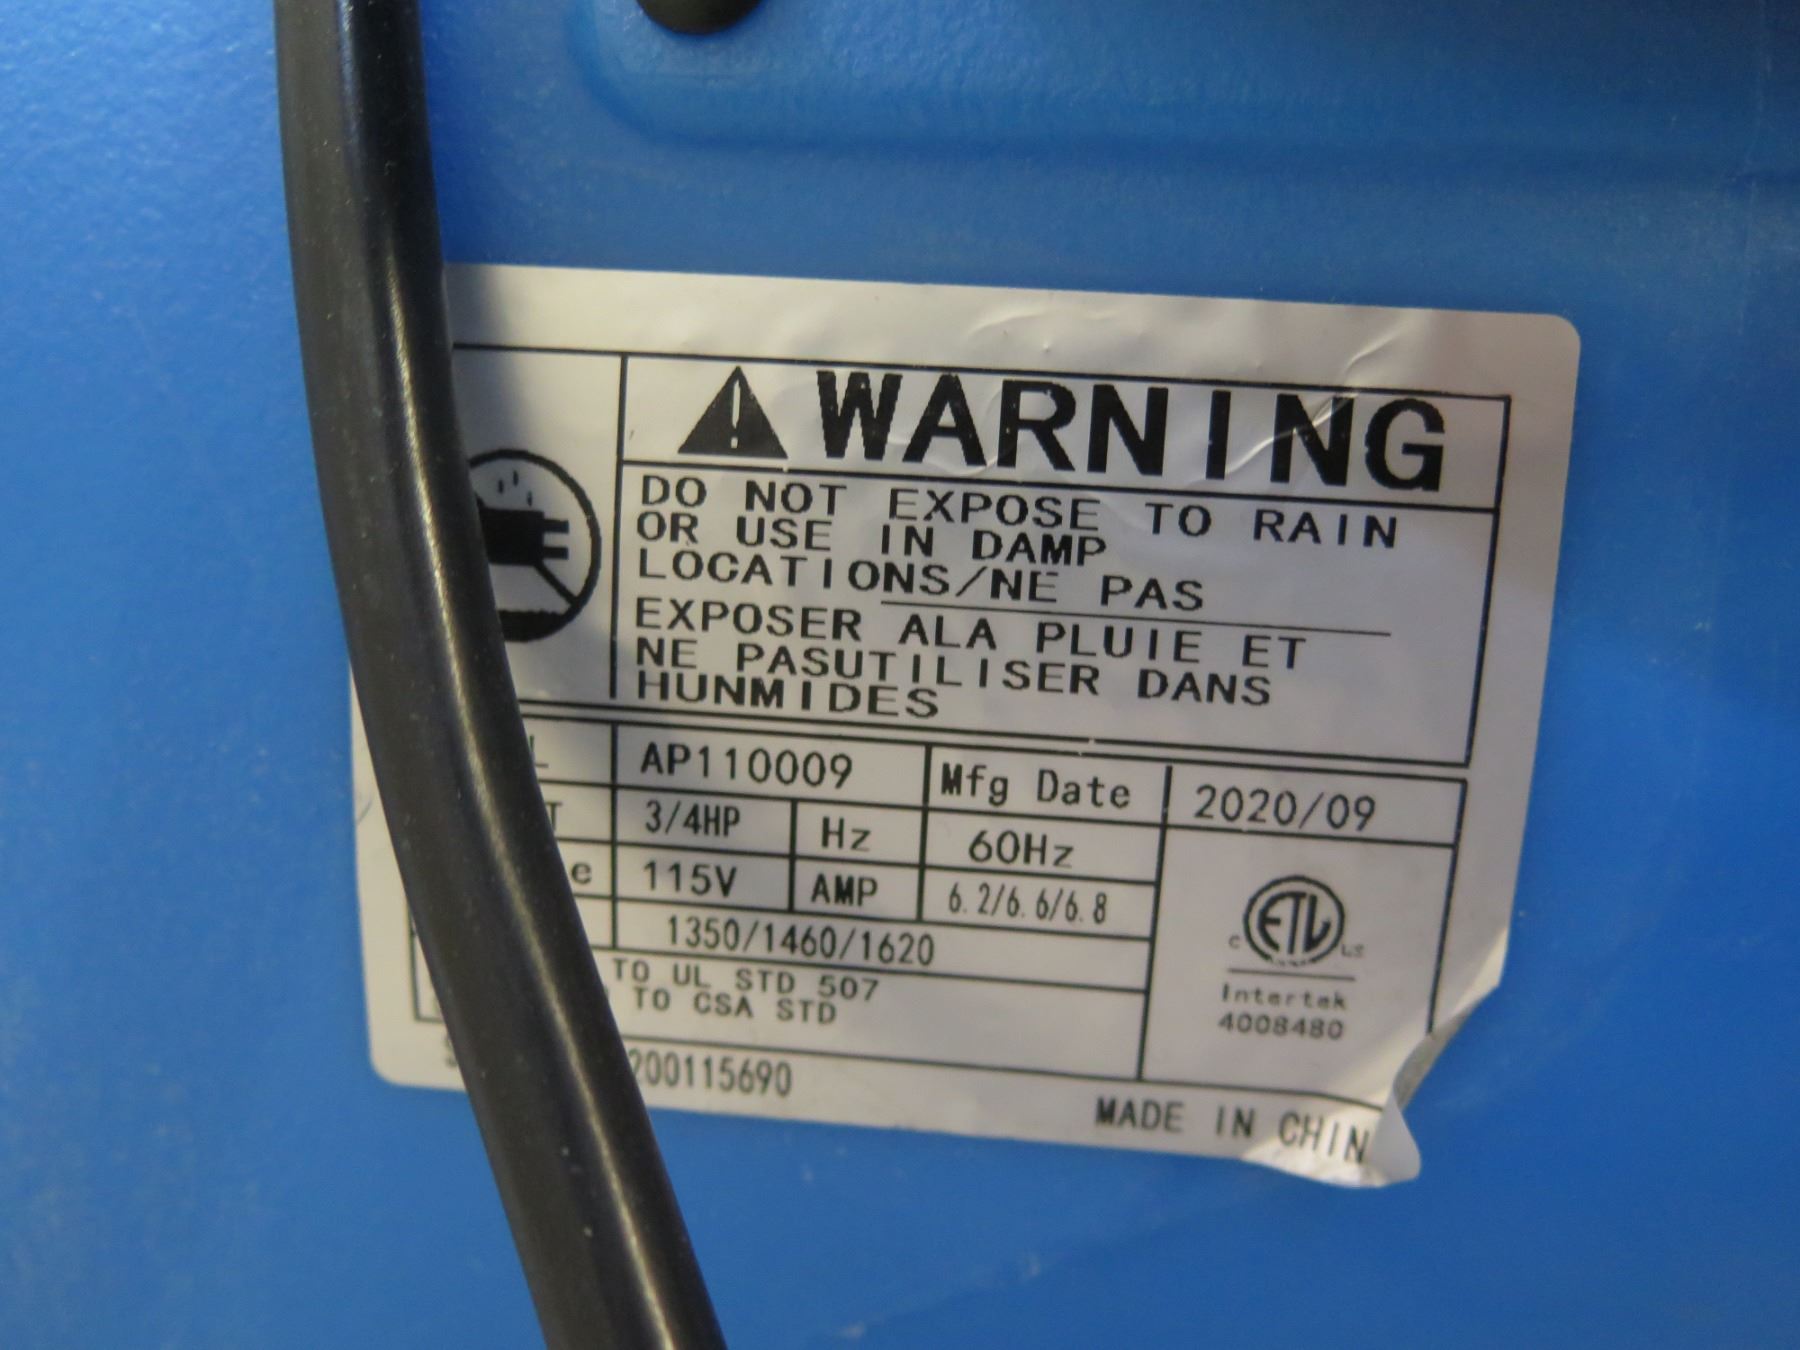 WARNING
DO NOT EXPOSE TO RAIN
OR USE IN DAMP
LOCATIONS/NE PAS
EXPOSER ALA PLUIE ET
NE PASUTILISER DANS
HUNMIDES
AP110009 Mfg Date 2020/09
3/4HP Hz 60Hz
115V AMP 6.2/6.6/6.8
1350/1460/1620
TO UL STD 507
TO CSA STD
ETL
C US
Intertek
4008480
200115690
MADE IN CHIN